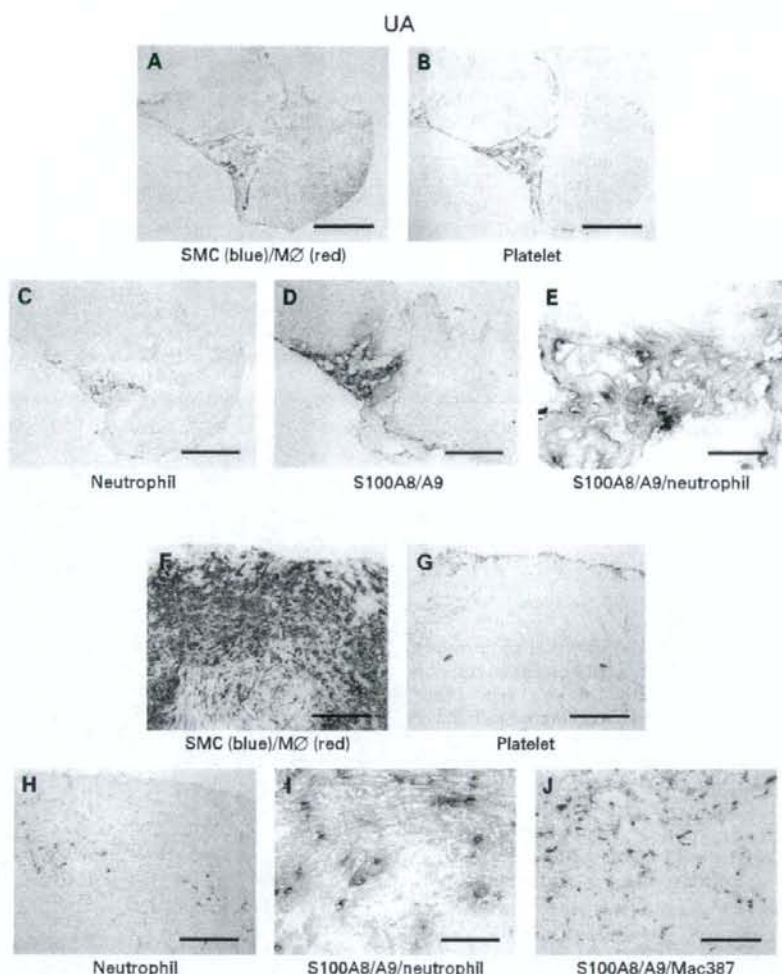 UA
A
B
SMC (blue)/MØ (red)
Platelet
C
D
E
Neutrophil
S100A8/A9
S100A8/A9/neutrophil
F
G
SMC (blue)/MØ (red)
Platelet
H
I
J
Neutrophil
S100A8/A9/neutrophil
S100A8/A9/Mac387